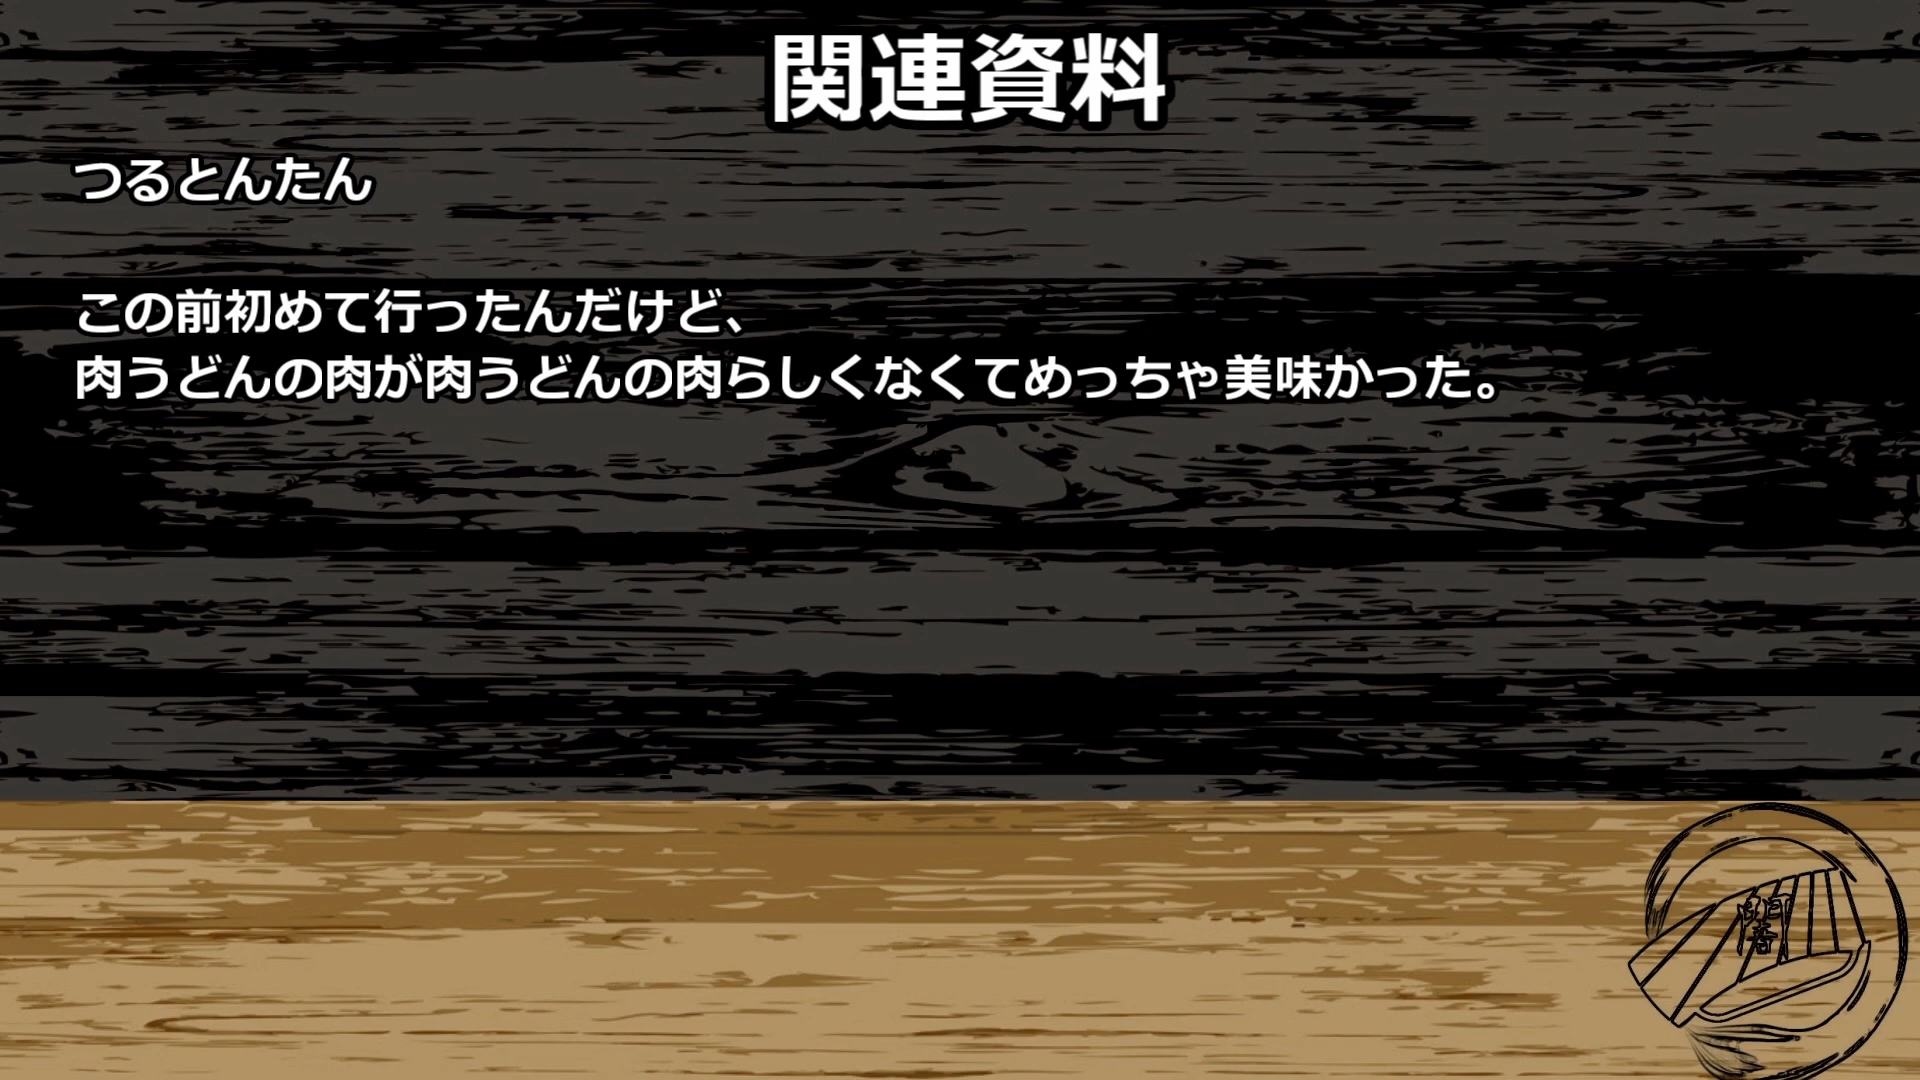 関連資料
つるとんたん
この前初めて行ったんだけど、
肉うどんの肉が肉うどんの肉らしくなくてめっちゃ美味かった。